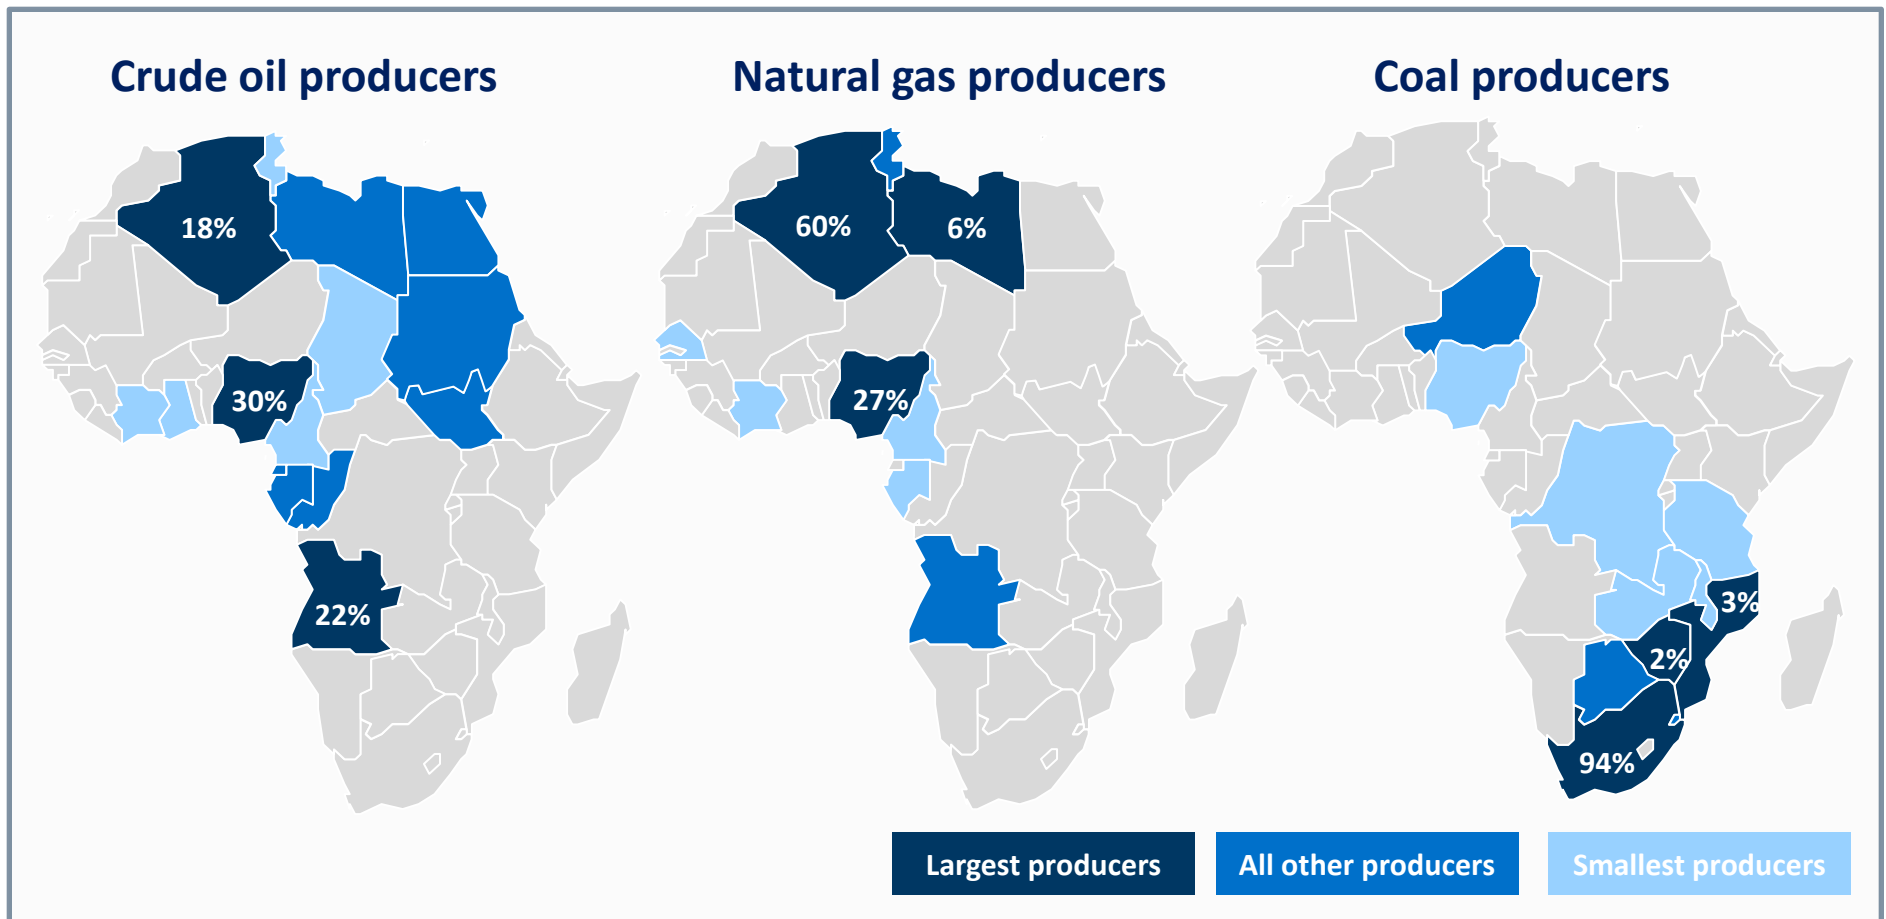 Crude oil producers
Natural gas producers
Coal producers
18%
30%
22%
60%
6%
27%
3%
2%
94%
Largest producers
All other producers
Smallest producers